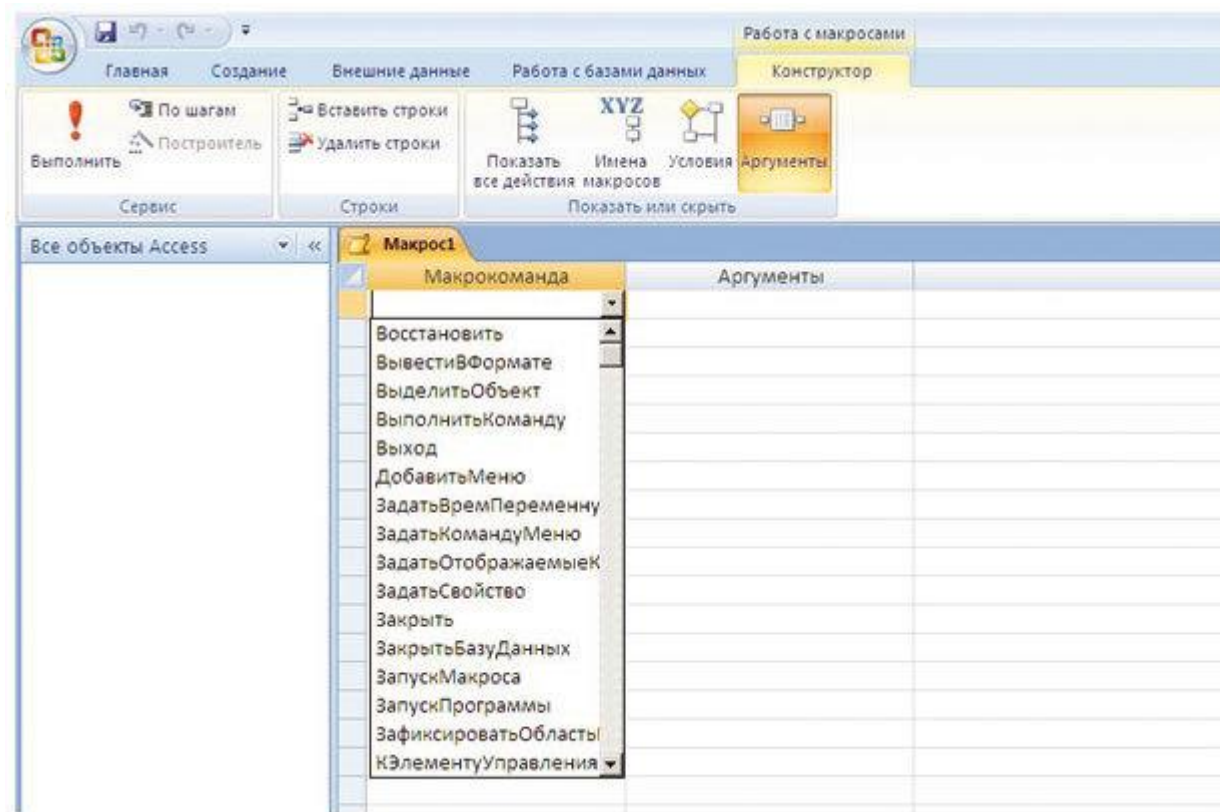 Работа с макросами
Главная Создание Внешние данные Работа с базами данных Конструктор
Выполнить
По шагам
Построитель
Сервис
Вставить строки
Удалить строки
Строки
Показать все действия
XYZ
Имена макросов
Условия
Аргументы
Показать или скрыть
Все объекты Access
Макрос1
Макрокоманда Аргументы
Восстановить
ВывестиВФормате
ВыделитьОбъект
ВыполнитьКоманду
Выход
ДобавитьМеню
ЗадатьВремПеременну
ЗадатьКомандуМеню
ЗадатьОтображаемыеК
ЗадатьСвойство
Закрыть
ЗакрытьБазуДанных
ЗапускМакроса
ЗапускПрограммы
ЗафиксироватьОбласть
КЭлементуУправления